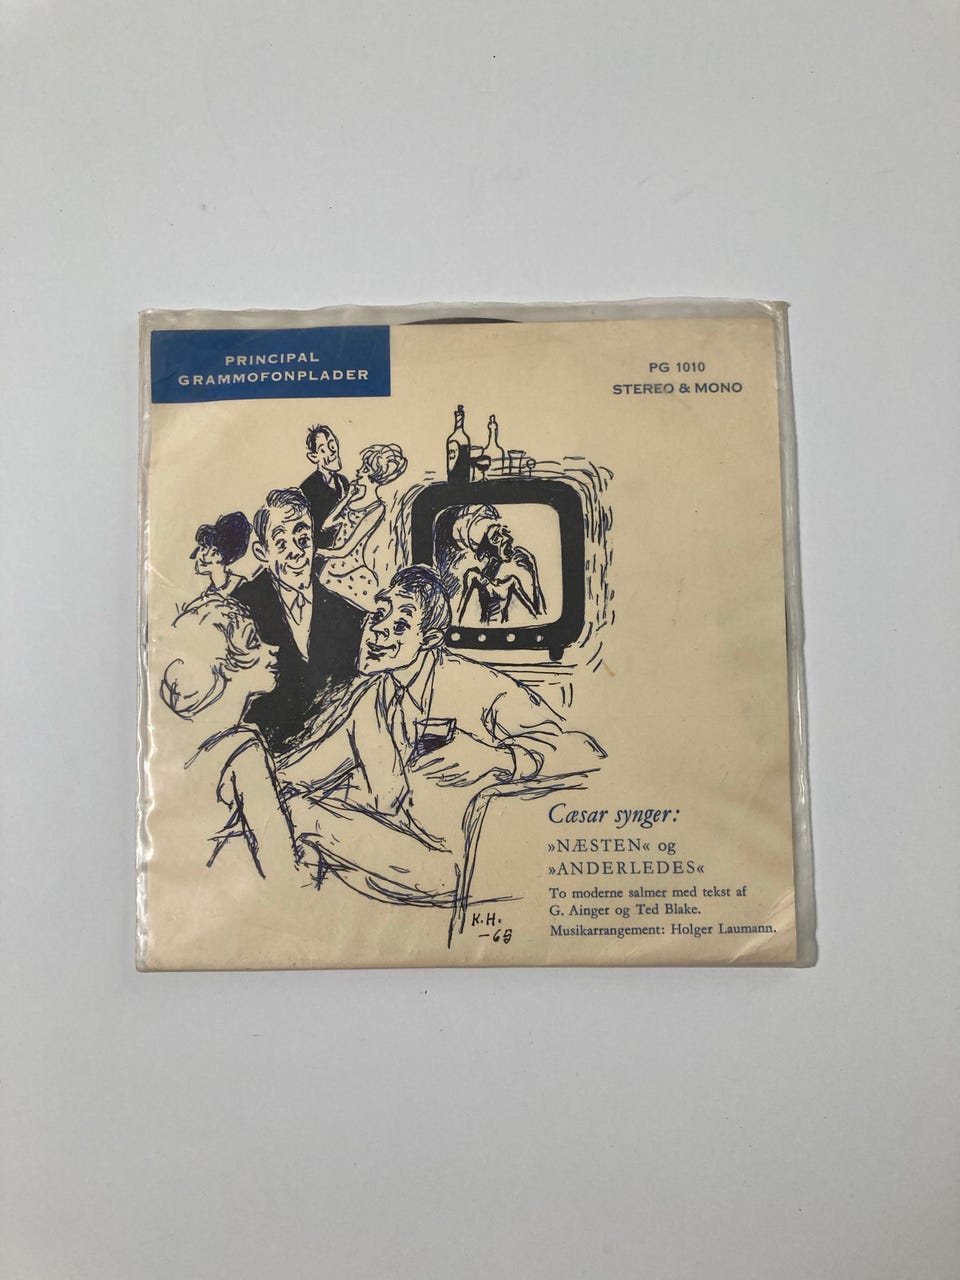 PRINCIPAL
GRAMMOFONPLADER
PG 1010
STEREO & MONO
Cæsar synger:
»NÆSTEN« og
»ANDERLEDES«
To moderne salmer med tekst af
G. Ainger og Ted Blake.
Musikarrangement: Holger Laumann.
K.H.
-65